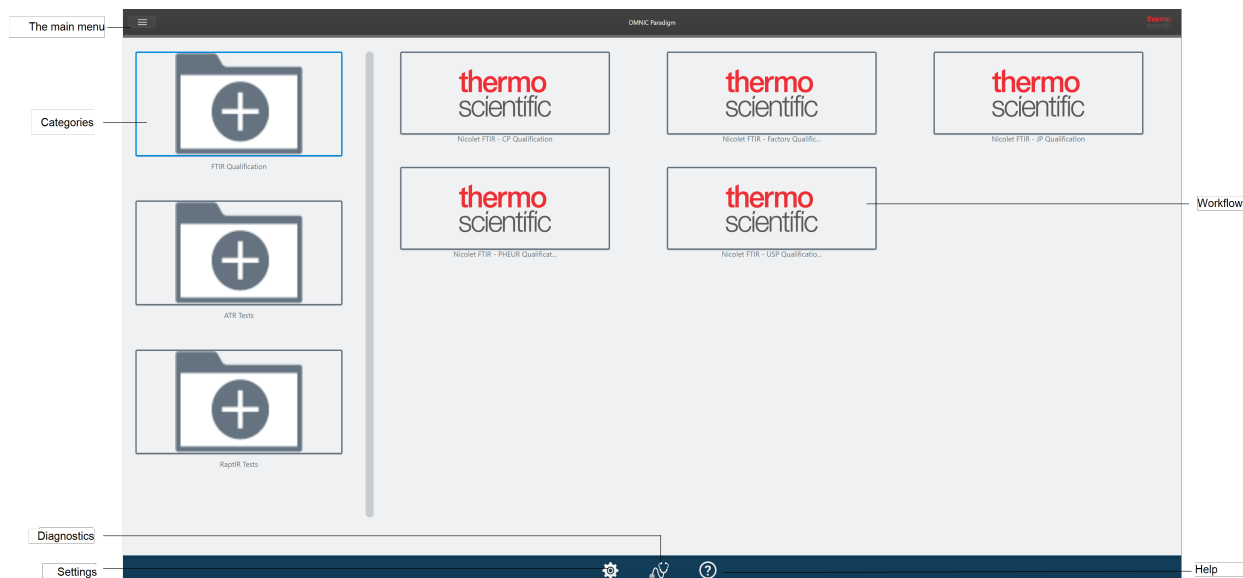 The main menu
OMNIC Paradigm
thermo
scientific
Categories
FTIR Qualification
ATR Tests
RaptIR Tests
thermo
scientific
Nicolet FTIR - CP Qualification
thermo
scientific
Nicolet FTIR - Factory Qualific...
thermo
scientific
Nicolet FTIR - JP Qualification
thermo
scientific
Nicolet FTIR - PHEUR Qualificat...
thermo
scientific
Nicolet FTIR - USP Qualificatio...
Workflow
Diagnostics
Settings
Help